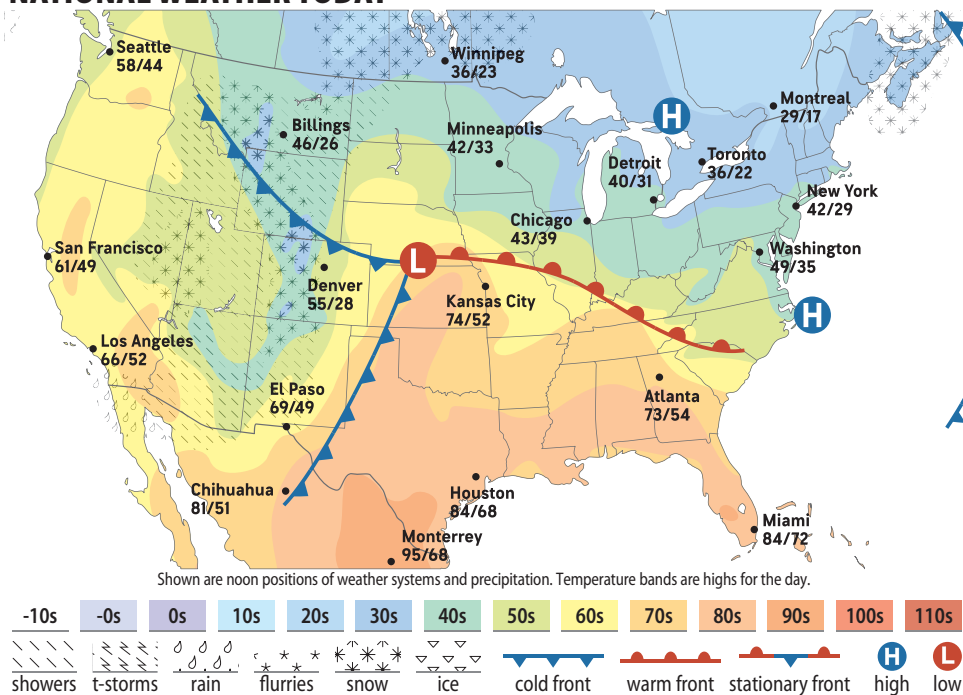 NATIONAL WEATHER TODAY
Seattle
58/44
Winnipeg
36/23
Billings
46/26
Minneapolis
42/33
H
Montreal
29/17
Detroit
40/31
Toronto
36/22
New York
42/29
Chicago
43/39
San Francisco
61/49
Washington
49/35
L
Denver
55/28
Kansas City
74/52
H
Los Angeles
66/52
El Paso
69/49
Atlanta
73/54
Chihuahua
81/51
Houston
84/68
Miami
84/72
Monterrey
95/68
Shown are noon positions of weather systems and precipitation. Temperature bands are highs for the day.
-10s -0s 0s 10s 20s 30s 40s 50s 60s 70s 80s 90s 100s 110s
H L
showers t-storms rain flurries snow ice cold front warm front stationary front high low